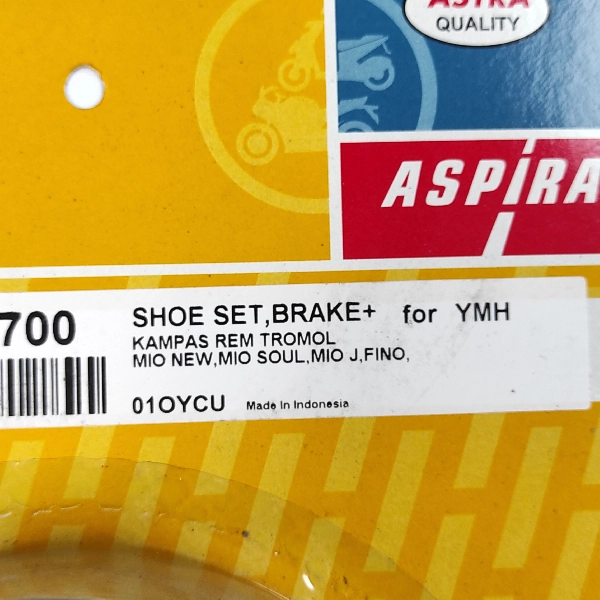 ASTRA
QUALITY
ASPIRA
700
SHOE SET,BRAKE+ for YMH
KAMPAS REM TROMOL
MIO NEW,MIO SOUL,MIO J,FINO,
01OYCU Made In Indonesia